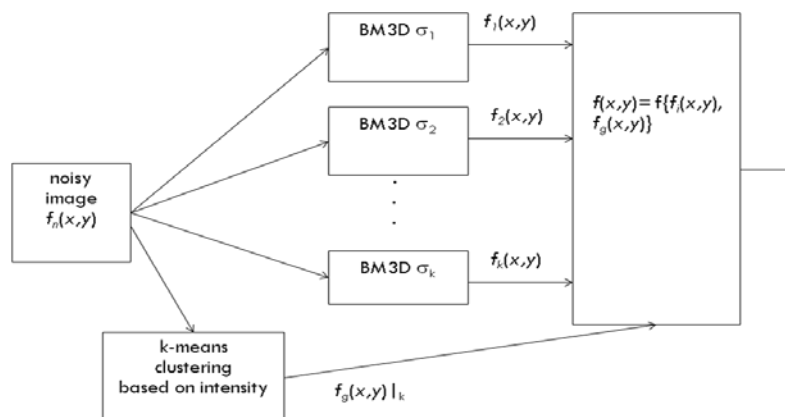 BM3D σ1
f1(x,y)
BM3D σ2
f2(x,y)
f(x,y)= f{fi(x,y),
fg(x,y)}
noisy
image
fn(x,y)
BM3D σk
fk(x,y)
k-means
clustering
based on intensity
fg(x,y)|k